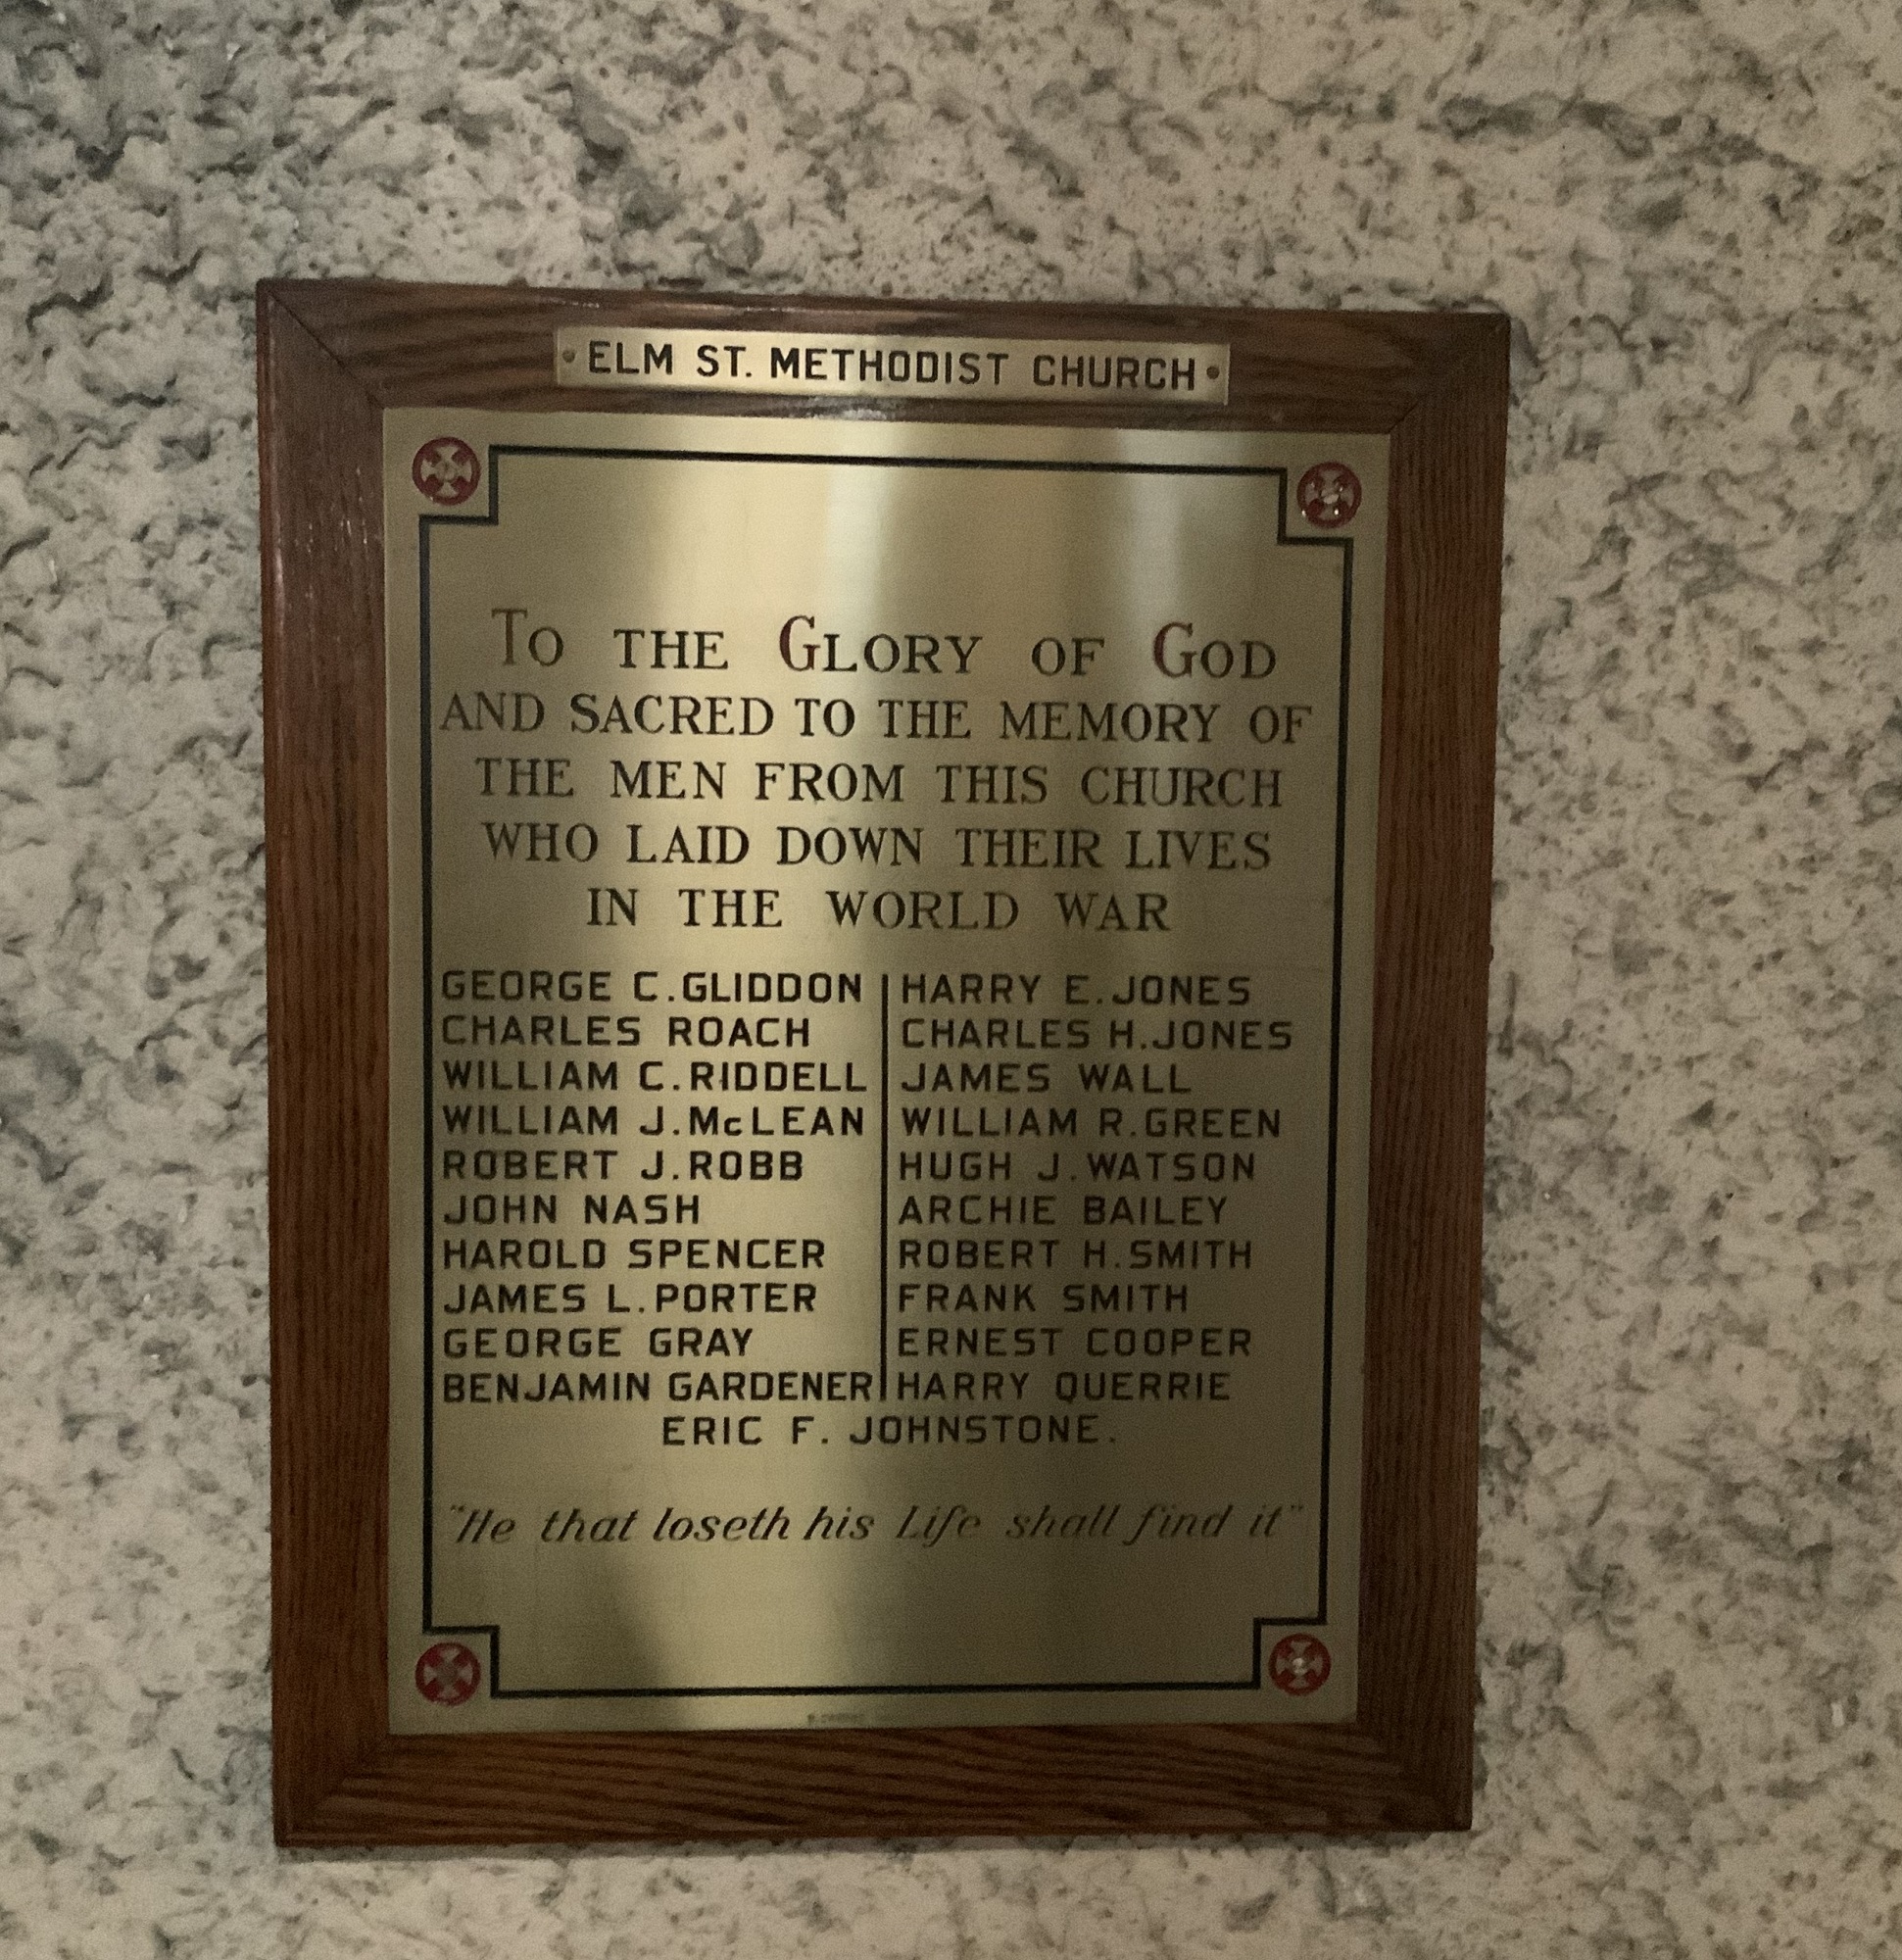 ELM ST. METHODIST CHURCH
TO THE GLORY OF GOD
AND SACRED TO THE MEMORY OF
THE MEN FROM THIS CHURCH
WHO LAID DOWN THEIR LIVES
IN THE WORLD WAR
GEORGE C. GLIDDON
CHARLES ROACH
WILLIAM C. RIDDELL
WILLIAM J. McLEAN
ROBERT J. ROBB
JOHN NASH
HAROLD SPENCER
JAMES L. PORTER
GEORGE GRAY
BENJAMIN GARDENER
HARRY E. JONES
CHARLES H. JONES
JAMES WALL
WILLIAM R. GREEN
HUGH J. WATSON
ARCHIE BAILEY
ROBERT H. SMITH
FRANK SMITH
ERNEST COOPER
HARRY QUERRIE
ERIC F. JOHNSTONE.
"He that loseth his Life shall find it"